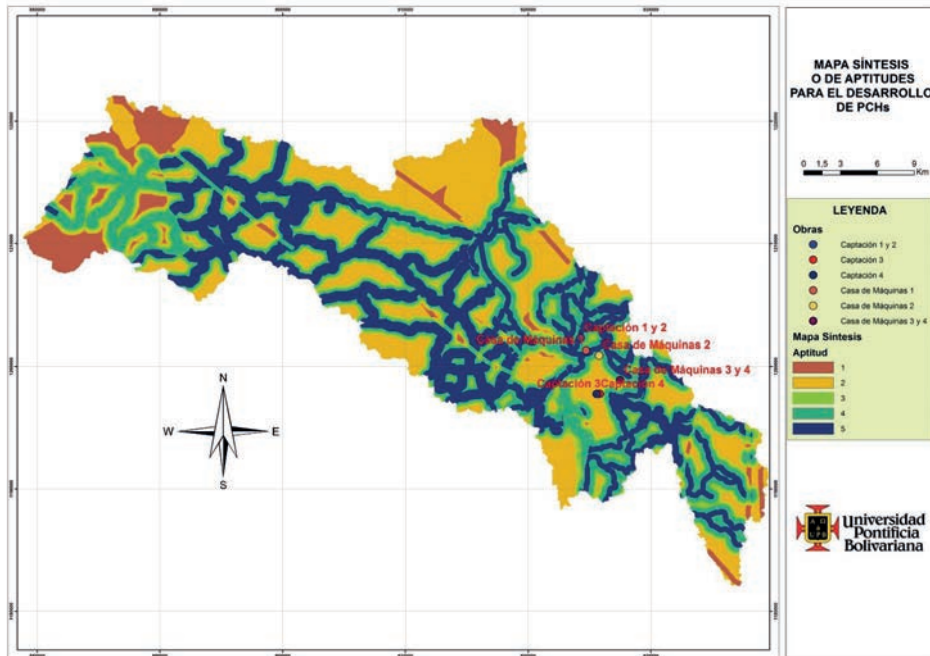 MAPA SÍNTESIS
O DE APTITUDES
PARA EL DESARROLLO
DE PCHs
0 1,5 3 6 9
Km
LEYENDA
Obras
Captación 1 y 2
Captación 3
Captación 4
Casa de Máquinas 1
Casa de Máquinas 2
Casa de Máquinas 3 y 4
Mapa Síntesis
Aptitud
1
2
3
4
5
Universidad
Pontificia
Bolivariana
Captación 1 y 2
Casa de Máquinas
Casa de Máquinas 2
Casa de Máquinas 3 y 4
Captación 3
Captación 4
N
W
E
S